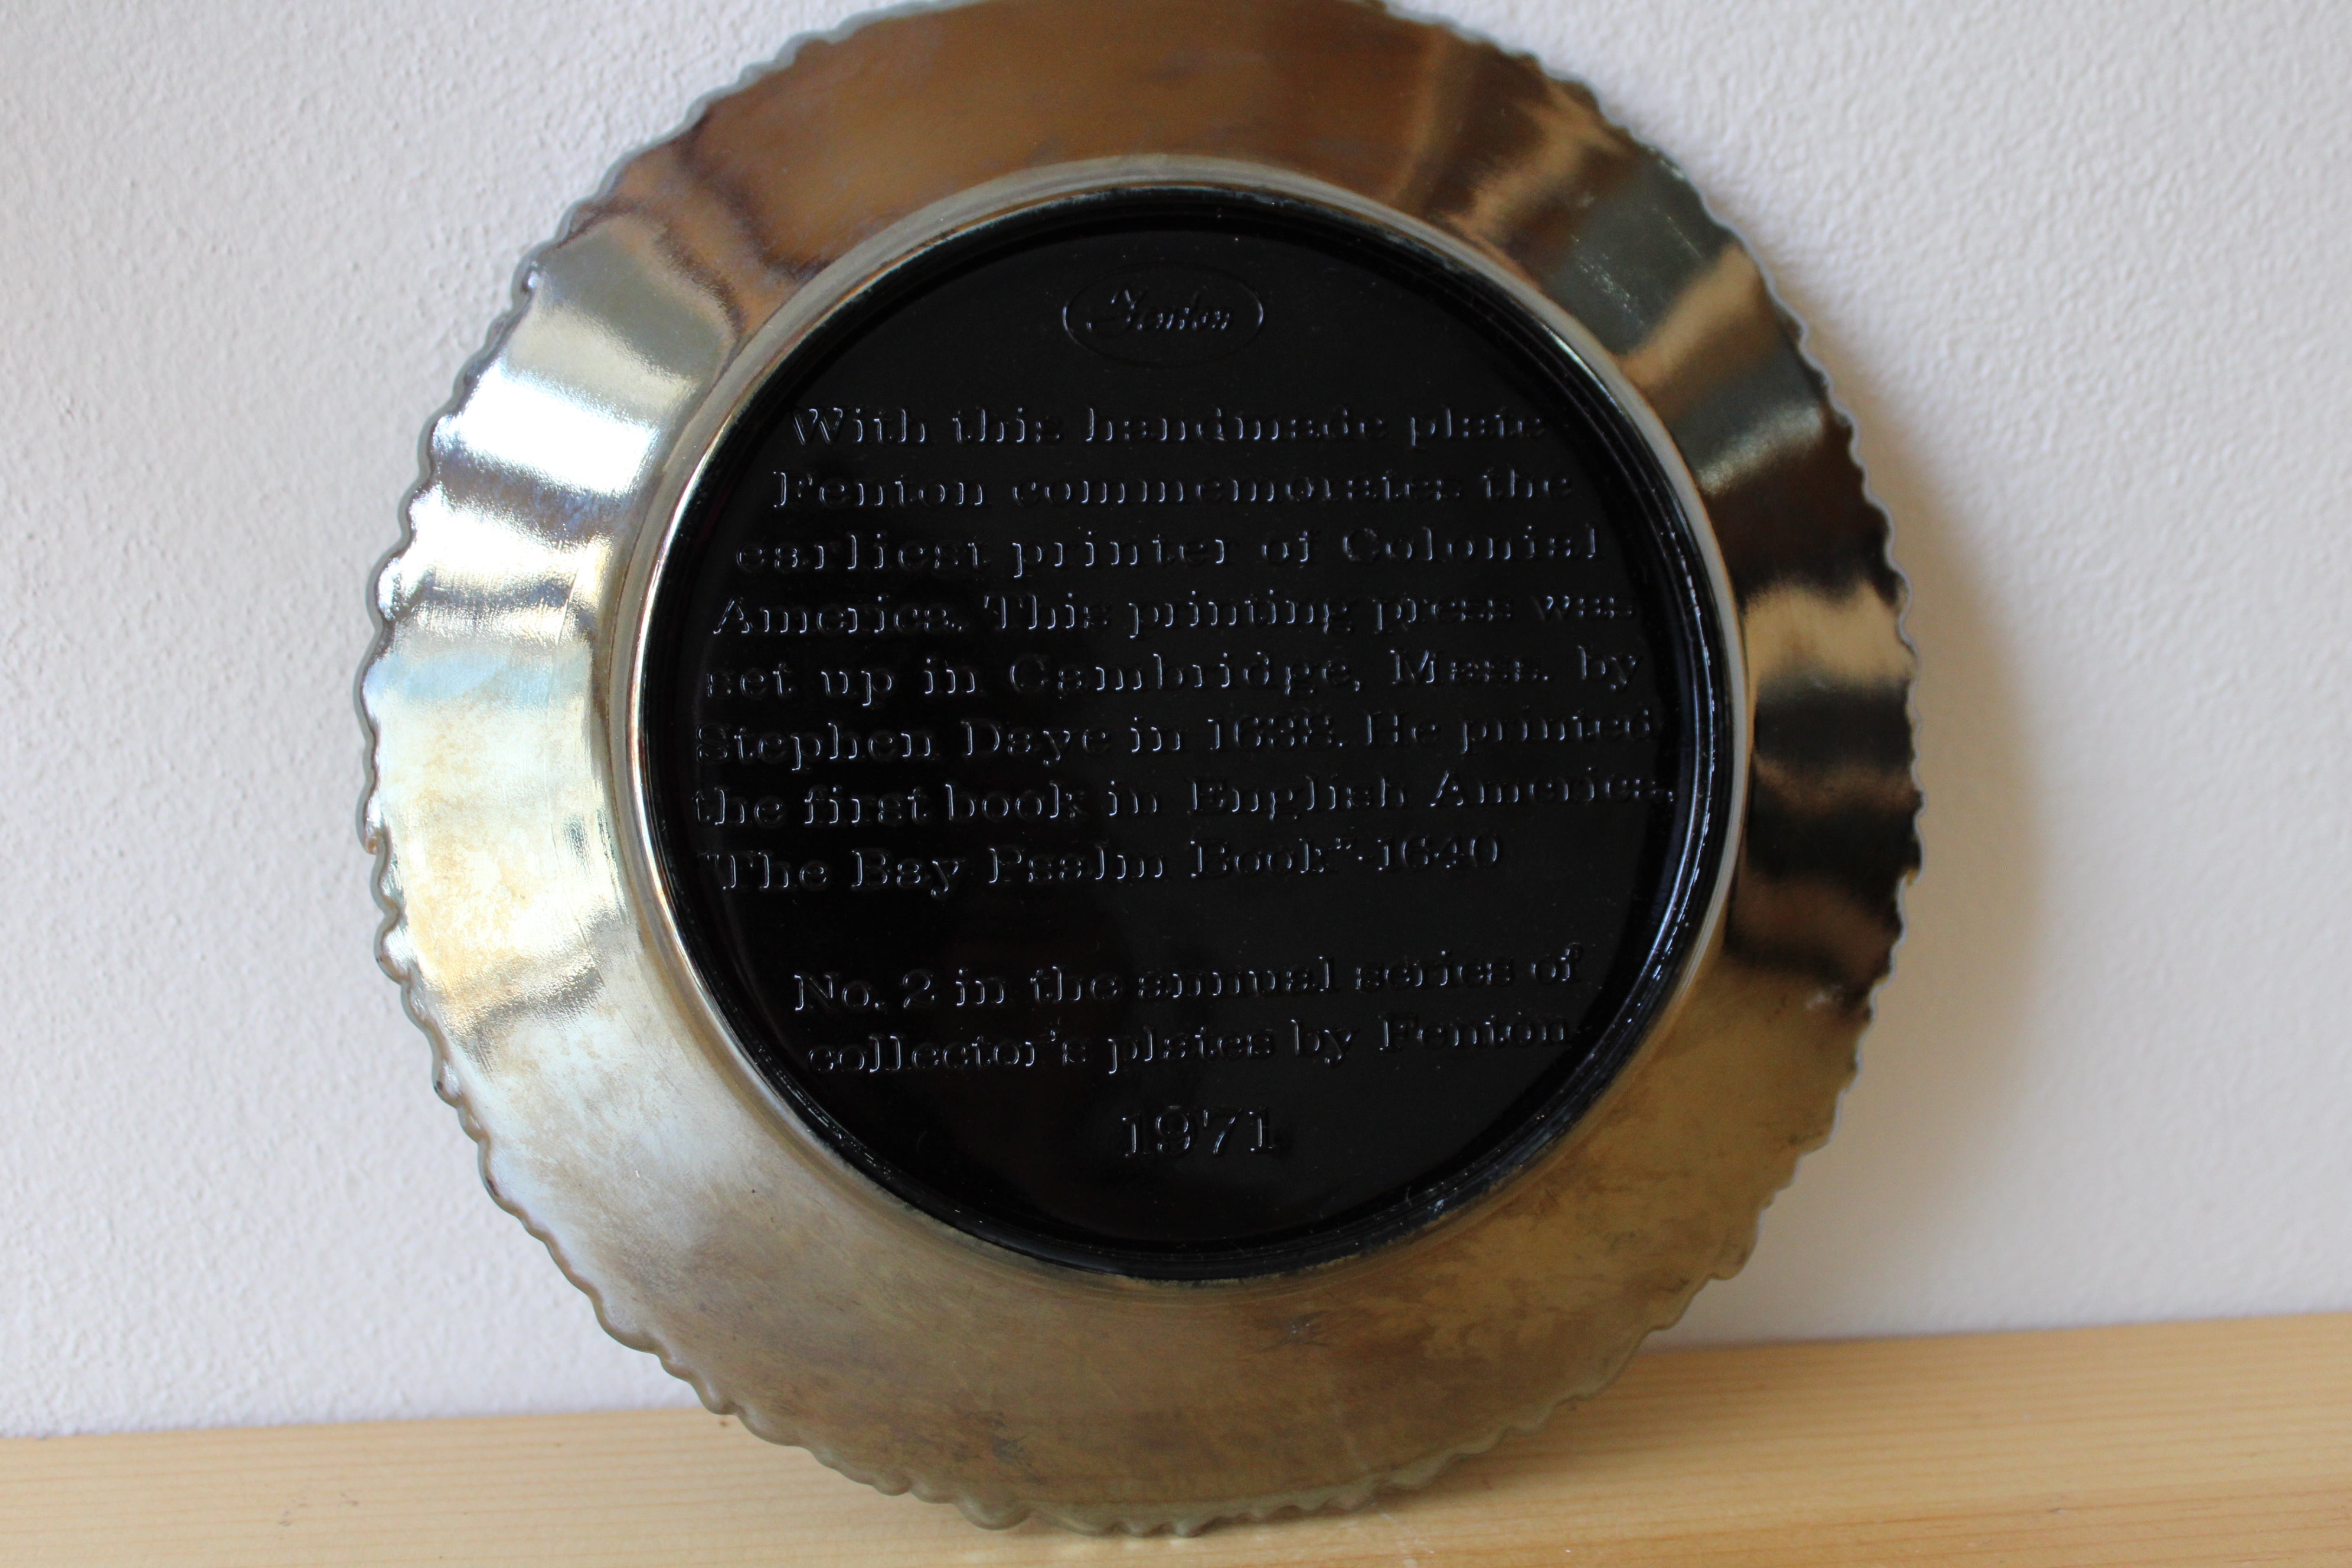 Fenton
With this handmade plate
Fenton commemorates the
earliest printer of Colonial
America. This printing press was
set up in Cambridge, Mass. by
Stephen Daye in 1638. He printed
the first book in English America,
"The Bay Psalm Book"-1640
No. 2 in the annual series of
collector's plates by Fenton.
1971